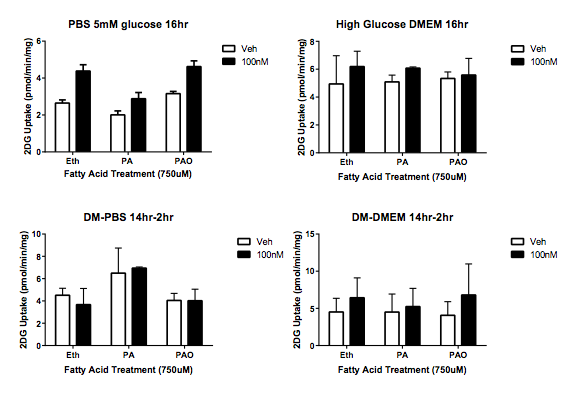 PBS 5mM glucose 16hr
2DG Uptake (pmol/min/mg)
6
4
2
0
Eth PA PAO
Fatty Acid Treatment (750uM)
Veh
100nM
High Glucose DMEM 16hr
2DG Uptake (pmol/min/mg)
8
6
4
2
0
Eth PA PAO
Fatty Acid Treatment (750uM)
Veh
100nM
DM-PBS 14hr-2hr
2DG Uptake (pmol/min/mg)
10
8
6
4
2
0
Eth PA PAO
Fatty Acid Treatment (750uM)
Veh
100nM
DM-DMEM 14hr-2hr
2DG Uptake (pmol/min/mg)
15
10
5
0
Eth PA PAO
Fatty Acid Treatment (750uM)
Veh
100nM